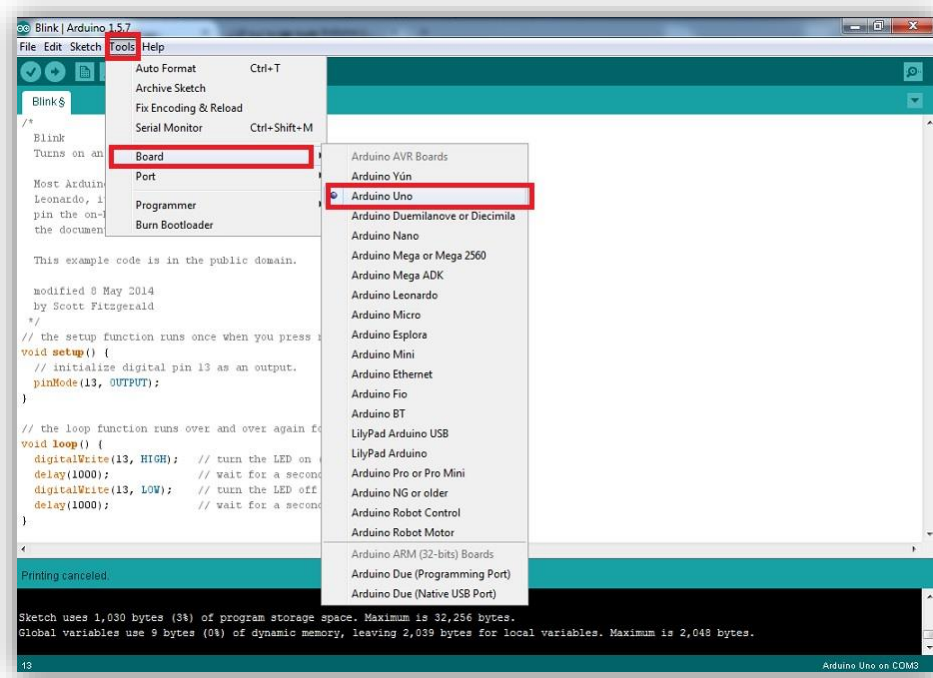 Blink | Arduino 1.5.7
File Edit Sketch Tools Help
Auto Format Ctrl+T
Archive Sketch
Fix Encoding & Reload
Serial Monitor Ctrl+Shift+M
Board
Port
Programmer
Burn Bootloader
Arduino AVR Boards
Arduino Yún
Arduino Uno
Arduino Duemilanove or Diecimila
Arduino Nano
Arduino Mega or Mega 2560
Arduino Mega ADK
Arduino Leonardo
Arduino Micro
Arduino Esplora
Arduino Mini
Arduino Ethernet
Arduino Fio
Arduino BT
LilyPad Arduino USB
LilyPad Arduino
Arduino Pro or Pro Mini
Arduino NG or older
Arduino Robot Control
Arduino Robot Motor
Arduino ARM (32-bits) Boards
Arduino Due (Programming Port)
Arduino Due (Native USB Port)
Blink§
/*
Blink
Turns on an
Most Arduin
Leonardo, i
pin the on-
the documen
This example code is in the public domain.
modified 8 May 2014
by Scott Fitzgerald
*/
// the setup function runs once when you press
void setup() {
// initialize digital pin 13 as an output.
pinMode(13, OUTPUT);
}
// the loop function runs over and over again fo
void loop() {
digitalWrite(13, HIGH); // turn the LED on
delay(1000); // wait for a second
digitalWrite(13, LOW); // turn the LED off
delay(1000); // wait for a second
}
Printing canceled.
Sketch uses 1,030 bytes (3%) of program storage space. Maximum is 32,256 bytes.
Global variables use 9 bytes (0%) of dynamic memory, leaving 2,039 bytes for local variables. Maximum is 2,048 bytes.
13
Arduino Uno on COM3